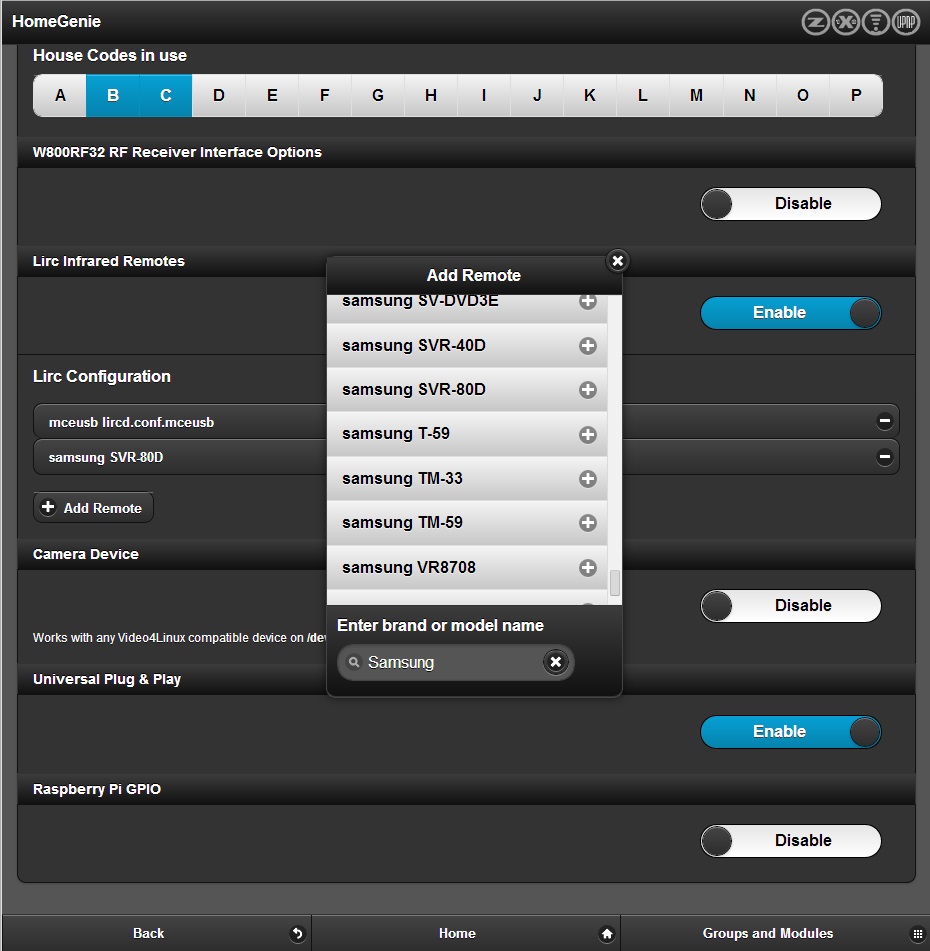 HomeGenie
Z X UPNP
House Codes in use
A B C D E F G H I J K L M N O P
W800RF32 RF Receiver Interface Options
Disable
Lirc Infrared Remotes
Enable
Lirc Configuration
mceusb lircd.conf.mceusb
samsung SVR-80D
Add Remote
Add Remote
samsung SV-DVD3E
samsung SVR-40D
samsung SVR-80D
samsung T-59
samsung TM-33
samsung TM-59
samsung VR8708
Enter brand or model name
Samsung
Camera Device
Disable
Works with any Video4Linux compatible device on /dev
Universal Plug & Play
Enable
Raspberry Pi GPIO
Disable
Back
Home
Groups and Modules